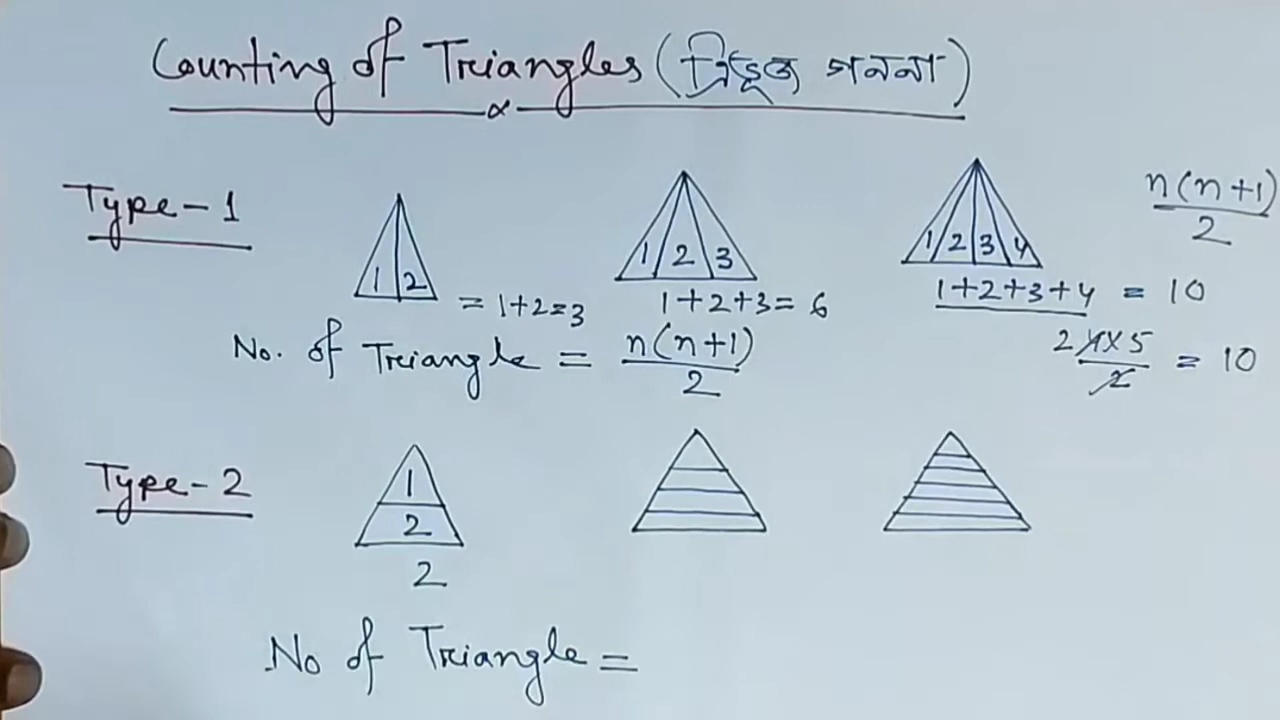 Counting of Triangles (ত্রিভূজ গননা)
Type-1
1 2
= 1+2=3
1 2 3
1+2+3= 6
1 2 3 4
1+2+3+4 = 10
n(n+1)
2
2 4×5
2
= 10
No. of Triangle = n(n+1)
2
Type-2
1
2
2
No of Triangle =